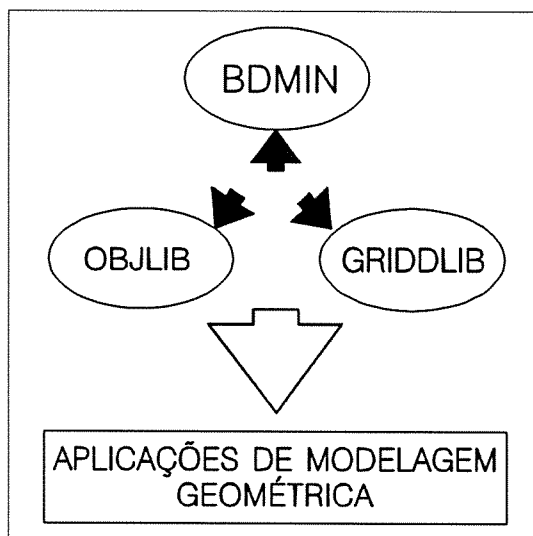 BDMIN
OBJLIB
GRIDDLIB
APLICAÇÕES DE MODELAGEM
GEOMÉTRICA